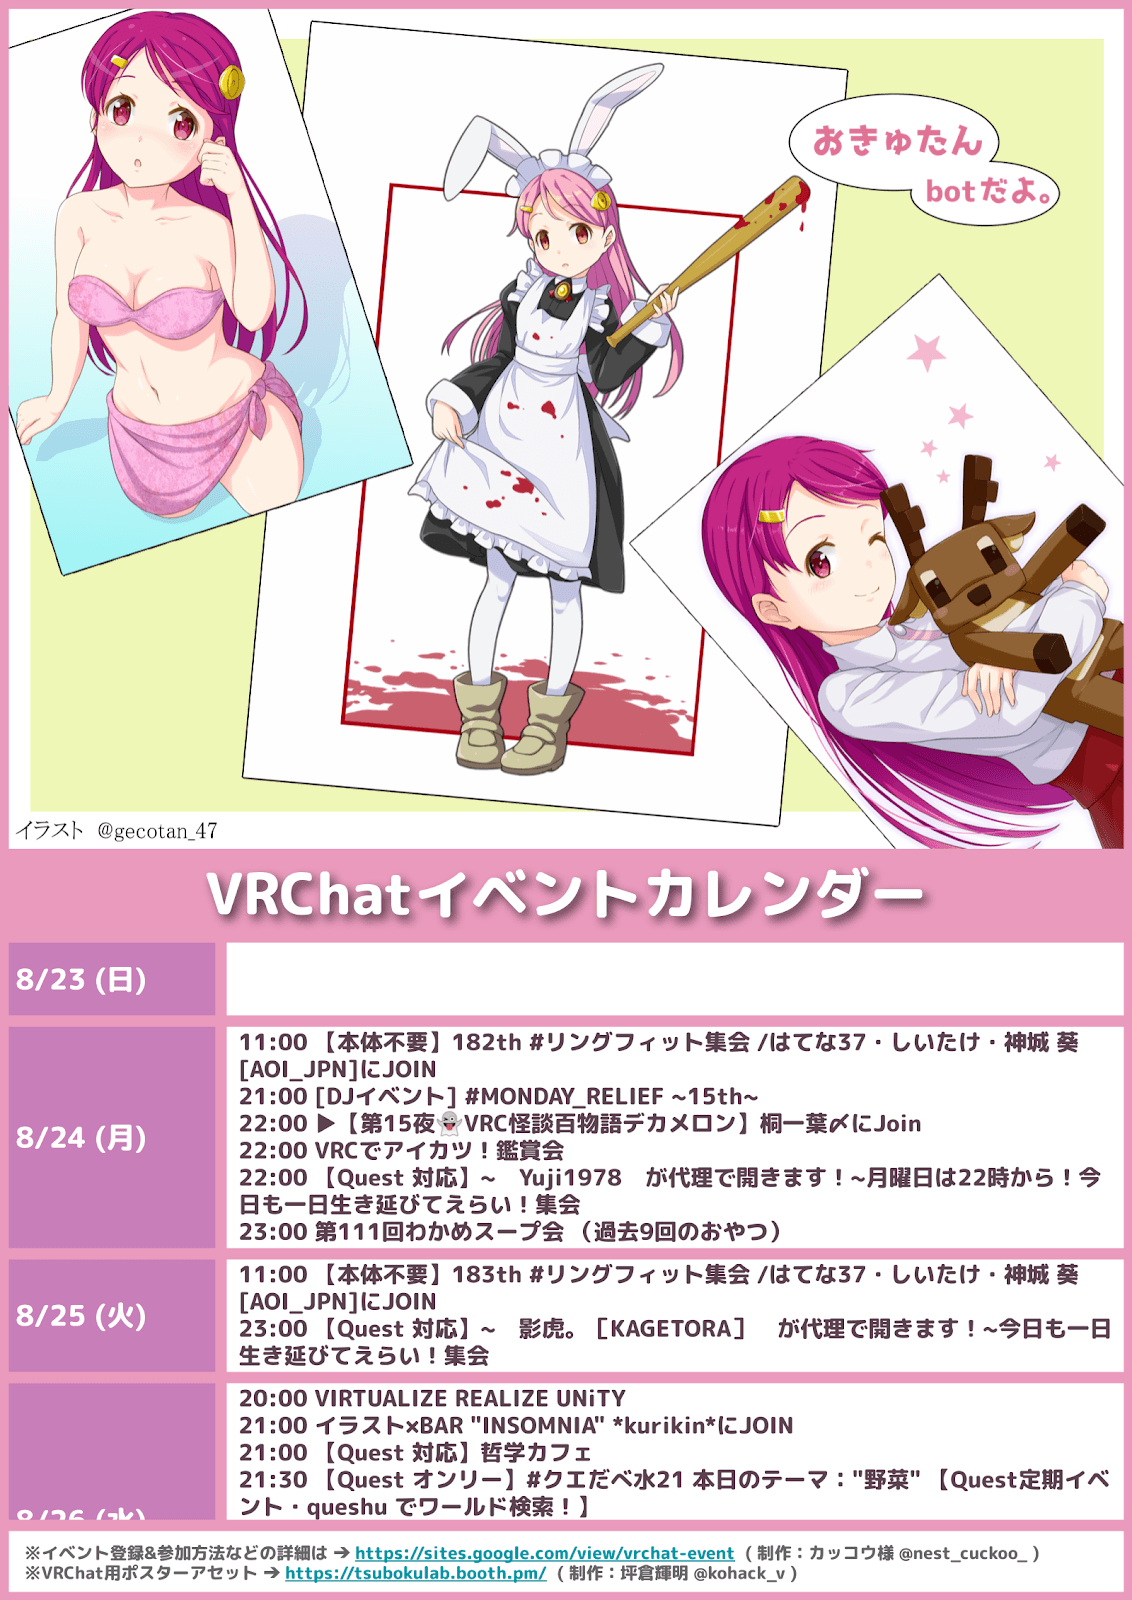 おきゅたん
botだよ。
イラスト @gecotan_47
VRChatイベントカレンダー
8/23 (日)
8/24 (月)
11:00 【本体不要】182th #リングフィット集会 /はてな37・しいたけ・神城 葵
[AOI_JPN]にJOIN
21:00 [DJイベント] #MONDAY_RELIEF ~15th~
22:00 ▶【第15夜👻VRC怪談百物語デカメロン】桐一葉〆にJoin
22:00 VRCでアイカツ！鑑賞会
22:00 【Quest 対応】~　Yuji1978　が代理で開きます！~月曜日は22時から！今
日も一日生き延びてえらい！集会
23:00 第111回わかめスープ会 （過去9回のおやつ）
8/25 (火)
11:00 【本体不要】183th #リングフィット集会 /はてな37・しいたけ・神城 葵
[AOI_JPN]にJOIN
23:00 【Quest 対応】~　影虎。［KAGETORA］　が代理で開きます！~今日も一日
生き延びてえらい！集会
8/26 (水)
20:00 VIRTUALIZE REALIZE UNiTY
21:00 イラスト×BAR "INSOMNIA" *kurikin*にJOIN
21:00 【Quest 対応】哲学カフェ
21:30 【Quest オンリー】#クエだべ水21 本日のテーマ："野菜" 【Quest定期イベ
ント・queshu でワールド検索！】
※イベント登録&参加方法などの詳細は → https://sites.google.com/view/vrchat-event ( 制作：カッコウ様 @nest_cuckoo_ )
※VRChat用ポスターアセット → https://tsubokulab.booth.pm/ ( 制作：坪倉輝明 @kohack_v )